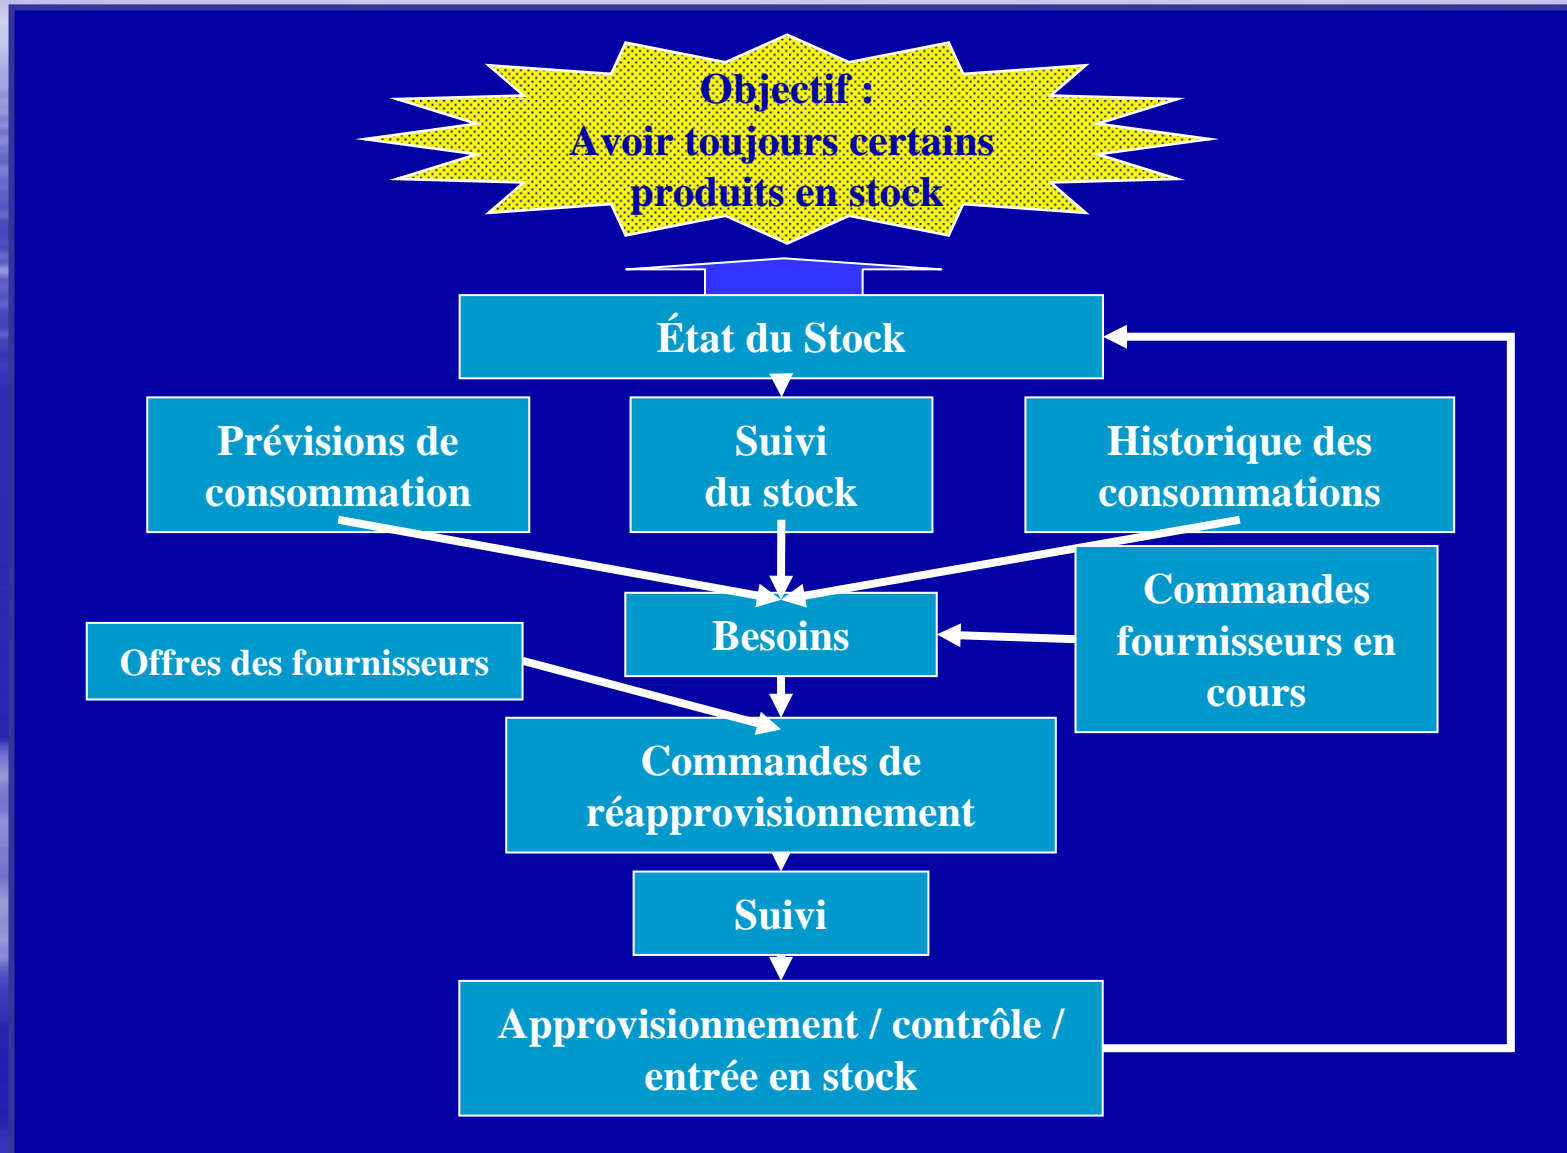 Objectif :
Avoir toujours certains
produits en stock
État du Stock
Prévisions de
consommation
Suivi
du stock
Historique des
consommations
Commandes
fournisseurs en
cours
Besoins
Offres des fournisseurs
Commandes de
réapprovisionnement
Suivi
Approvisionnement / contrôle /
entrée en stock